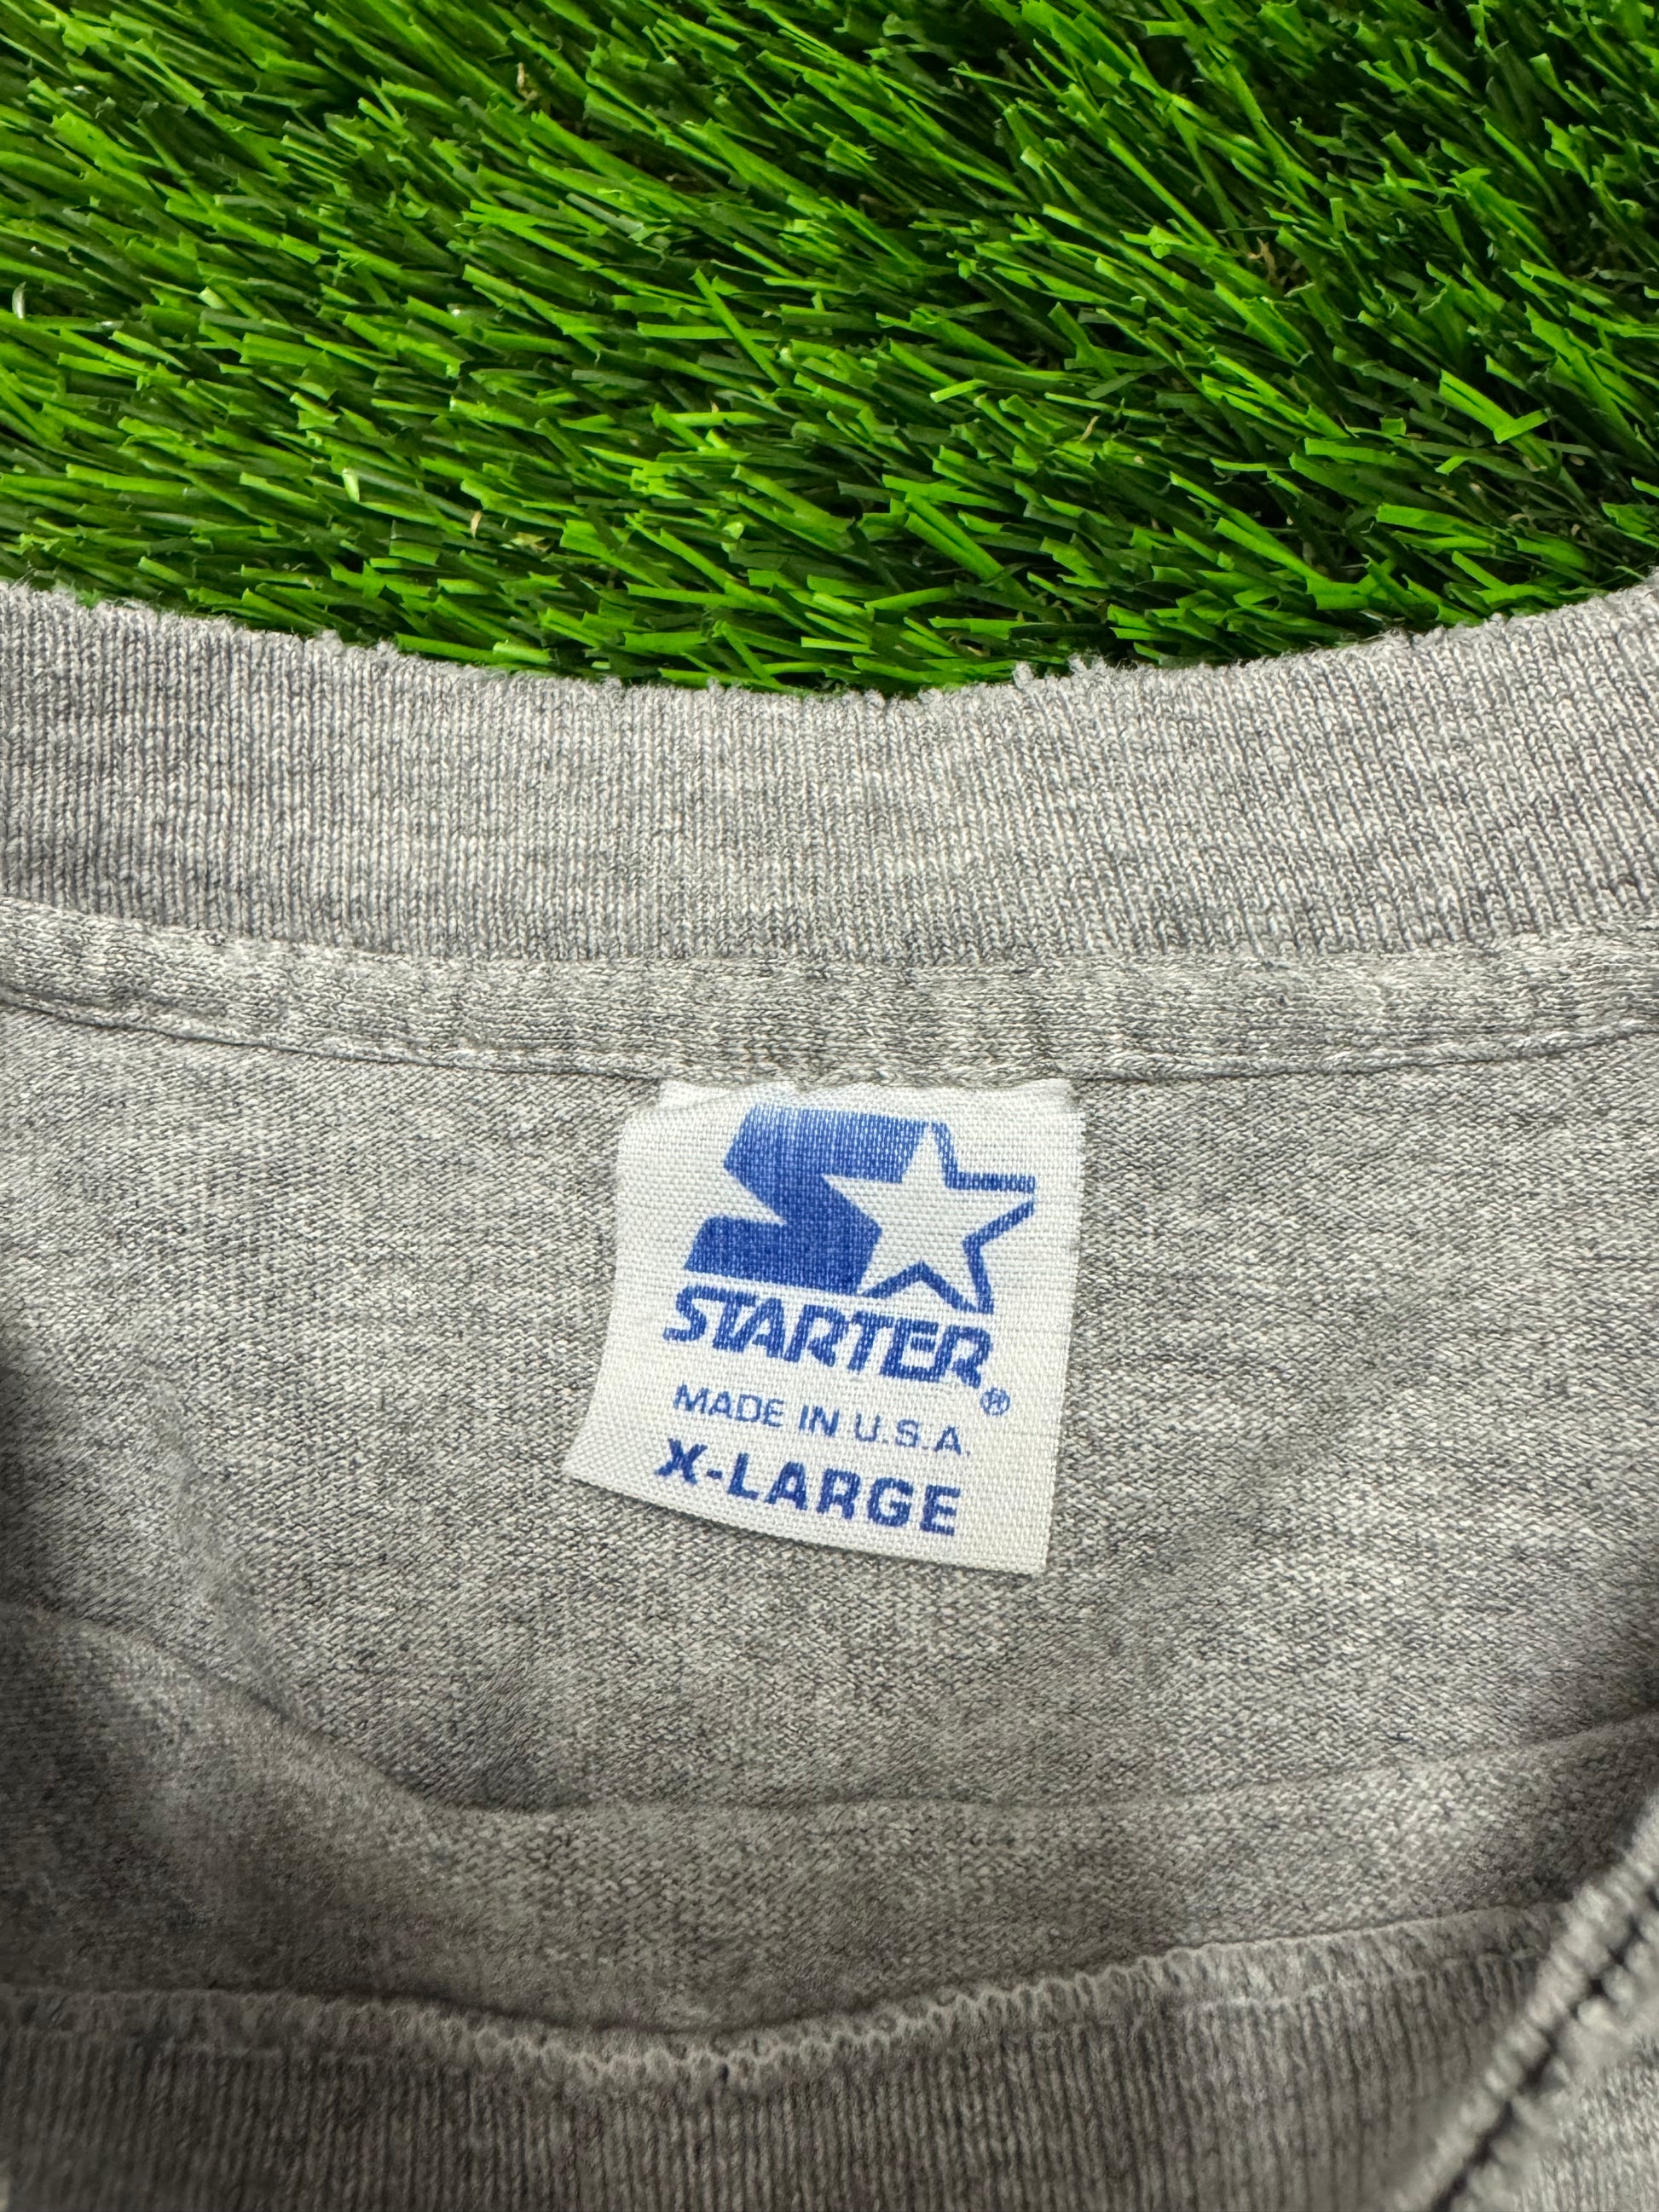 STARTER®
MADE IN U.S.A.
X-LARGE